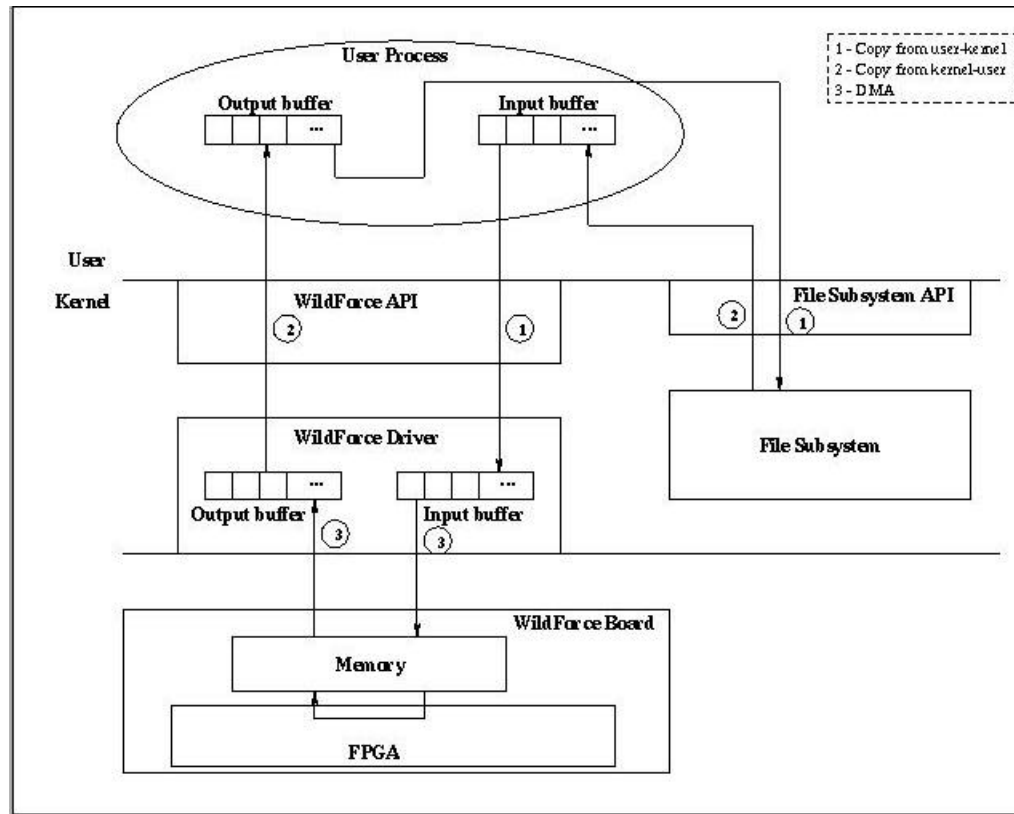 User Process
1 - Copy from user-kernel
2 - Copy from kernel-user
3 - DMA
Output buffer
Input buffer
...
...
User
Kernel
WildForce API
File Subsystem API
2
1
2
1
WildForce Driver
File Subsystem
...
...
Output buffer
Input buffer
3
3
WildForce Board
Memory
FPGA